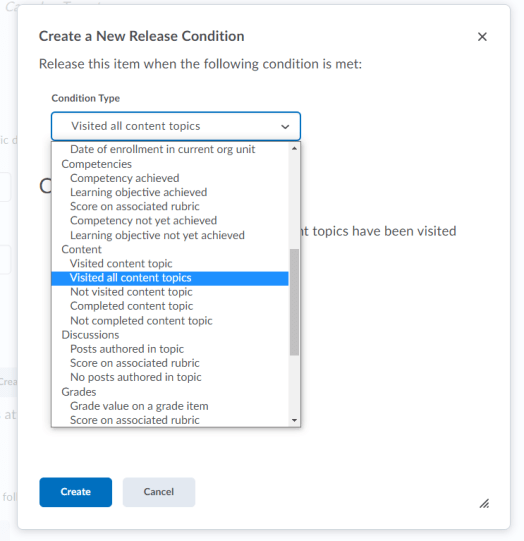 Create a New Release Condition
Release this item when the following condition is met:
Condition Type
Visited all content topics
Date of enrollment in current org unit
Competencies
Competency achieved
Learning objective achieved
Score on associated rubric
Competency not yet achieved
Learning objective not yet achieved
t topics have been visited
Content
Visited content topic
Visited all content topics
Not visited content topic
Completed content topic
Not completed content topic
Discussions
Posts authored in topic
Score on associated rubric
No posts authored in topic
Grades
Grade value on a grade item
Score on associated rubric
Create
Cancel